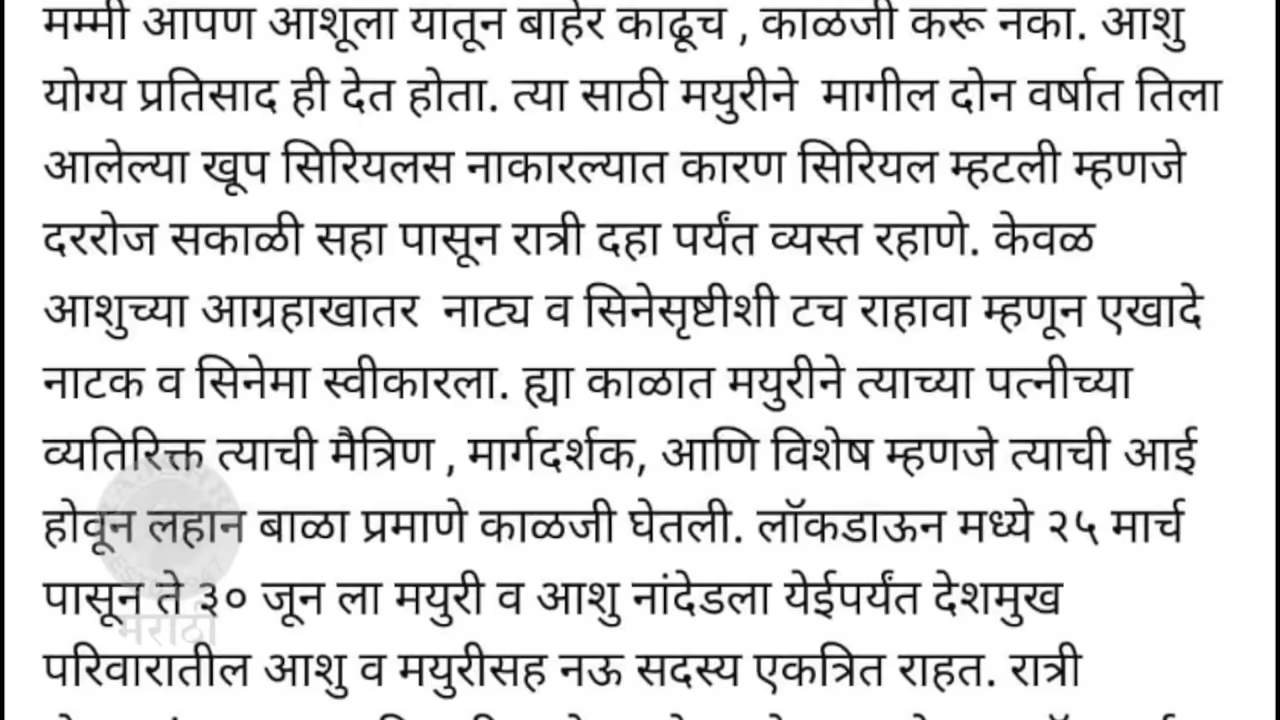 मम्मी आपण आशूला यातून बाहेर काढूच , काळजी करू नका. आशु
योग्य प्रतिसाद ही देत होता. त्या साठी मयुरीने मागील दोन वर्षात तिला
आलेल्या खूप सिरियलस नाकारल्यात कारण सिरियल म्हटली म्हणजे
दररोज सकाळी सहा पासून रात्री दहा पर्यंत व्यस्त रहाणे. केवळ
आशुच्या आग्रहाखातर नाट्य व सिनेसृष्टीशी टच राहावा म्हणून एखादे
नाटक व सिनेमा स्वीकारला. ह्या काळात मयुरीने त्याच्या पत्नीच्या
व्यतिरिक्त त्याची मैत्रिण , मार्गदर्शक, आणि विशेष म्हणजे त्याची आई
होवून लहान बाळा प्रमाणे काळजी घेतली. लॉकडाऊन मध्ये २५ मार्च
पासून ते ३० जून ला मयुरी व आशु नांदेडला येईपर्यंत देशमुख
मराठी
परिवारातील आशु व मयुरीसह नऊ सदस्य एकत्रित राहत. रात्री